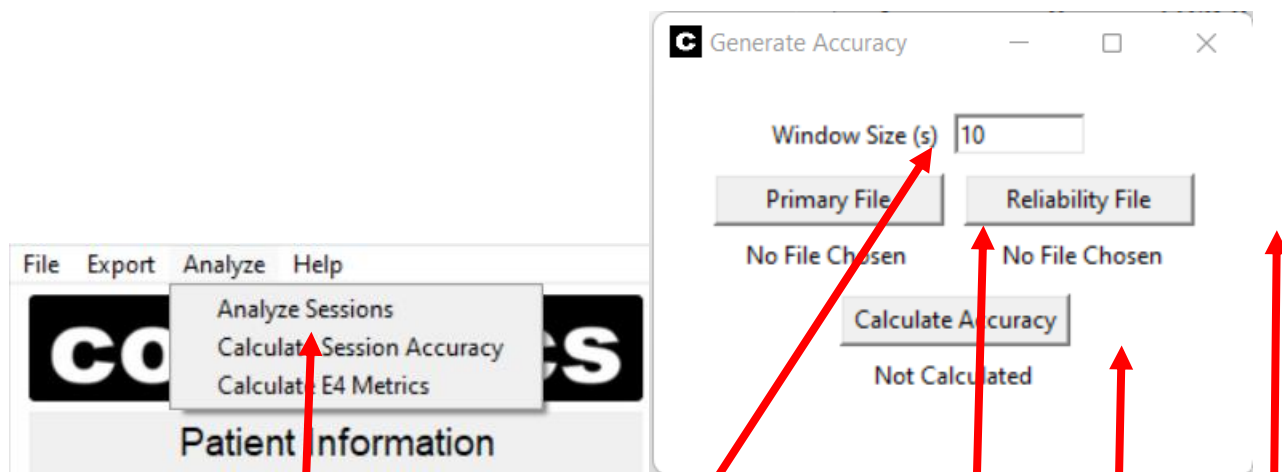 File Export Analyze Help
Analyze Sessions
Calculate Session Accuracy
Calculate E4 Metrics
Patient Information
C Generate Accuracy
Window Size (s) 10
Primary File Reliability File
No File Chosen No File Chosen
Calculate Accuracy
Not Calculated